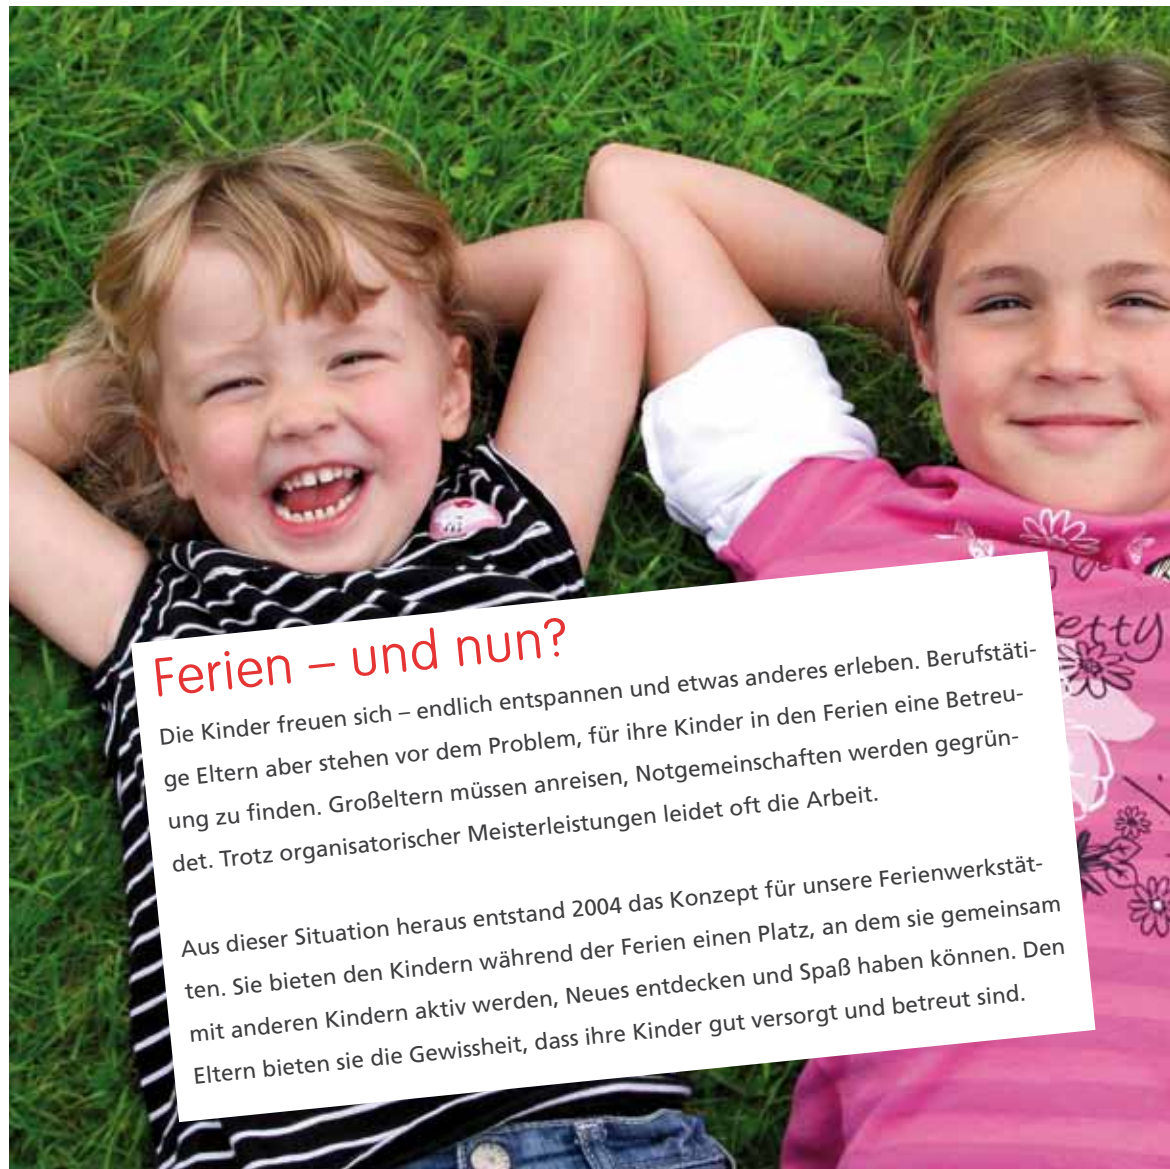 etty
Ferien – und nun?
Die Kinder freuen sich – endlich entspannen und etwas anderes erleben. Berufstäti-
ge Eltern aber stehen vor dem Problem, für ihre Kinder in den Ferien eine Betreu-
ung zu finden. Großeltern müssen anreisen, Notgemeinschaften werden gegrün-
det. Trotz organisatorischer Meisterleistungen leidet oft die Arbeit.
Aus dieser Situation heraus entstand 2004 das Konzept für unsere Ferienwerkstät-
ten. Sie bieten den Kindern während der Ferien einen Platz, an dem sie gemeinsam
mit anderen Kindern aktiv werden, Neues entdecken und Spaß haben können. Den
Eltern bieten sie die Gewissheit, dass ihre Kinder gut versorgt und betreut sind.